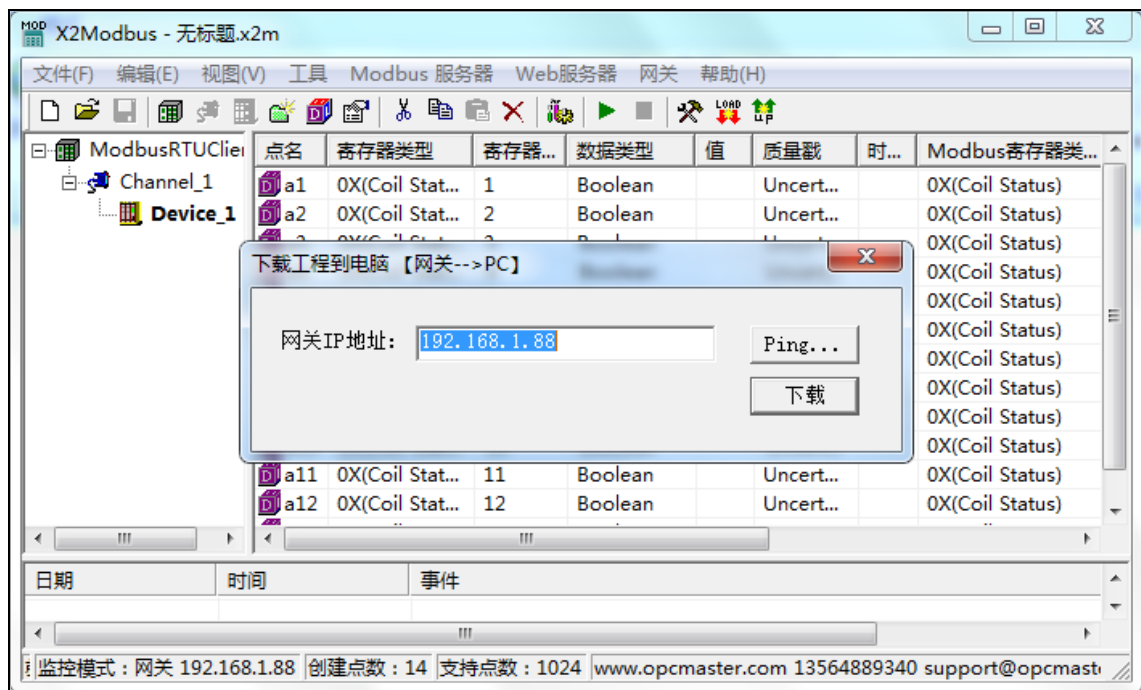 X2Modbus - 无标题.x2m
文件(F) 编辑(E) 视图(V) 工具 Modbus 服务器 Web服务器 网关 帮助(H)
LOAD UP
ModbusRTUClie
Channel_1
Device_1
点名 寄存器类型 寄存器... 数据类型 值 质量戳 时... Modbus寄存器类...
a1 0X(Coil Stat... 1 Boolean Uncert... 0X(Coil Status)
a2 0X(Coil Stat... 2 Boolean Uncert... 0X(Coil Status)
0X(Coil Status)
0X(Coil Status)
0X(Coil Status)
0X(Coil Status)
0X(Coil Status)
0X(Coil Status)
0X(Coil Status)
0X(Coil Status)
a11 0X(Coil Stat... 11 Boolean Uncert... 0X(Coil Status)
a12 0X(Coil Stat... 12 Boolean Uncert... 0X(Coil Status)
下载工程到电脑 【网关-->PC】
网关IP地址: 192.168.1.88
Ping...
下载
日期 时间 事件
监控模式：网关 192.168.1.88 创建点数：14 支持点数：1024 www.opcmaster.com 13564889340 support@opcmast